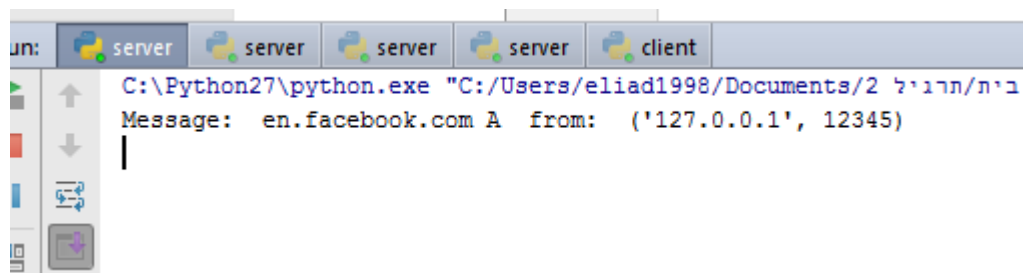 un: server server server server client
C:\Python27\python.exe "C:/Users/eliad1998/Documents/2 בית/תרגיל
Message:  en.facebook.com A  from:  ('127.0.0.1', 12345)